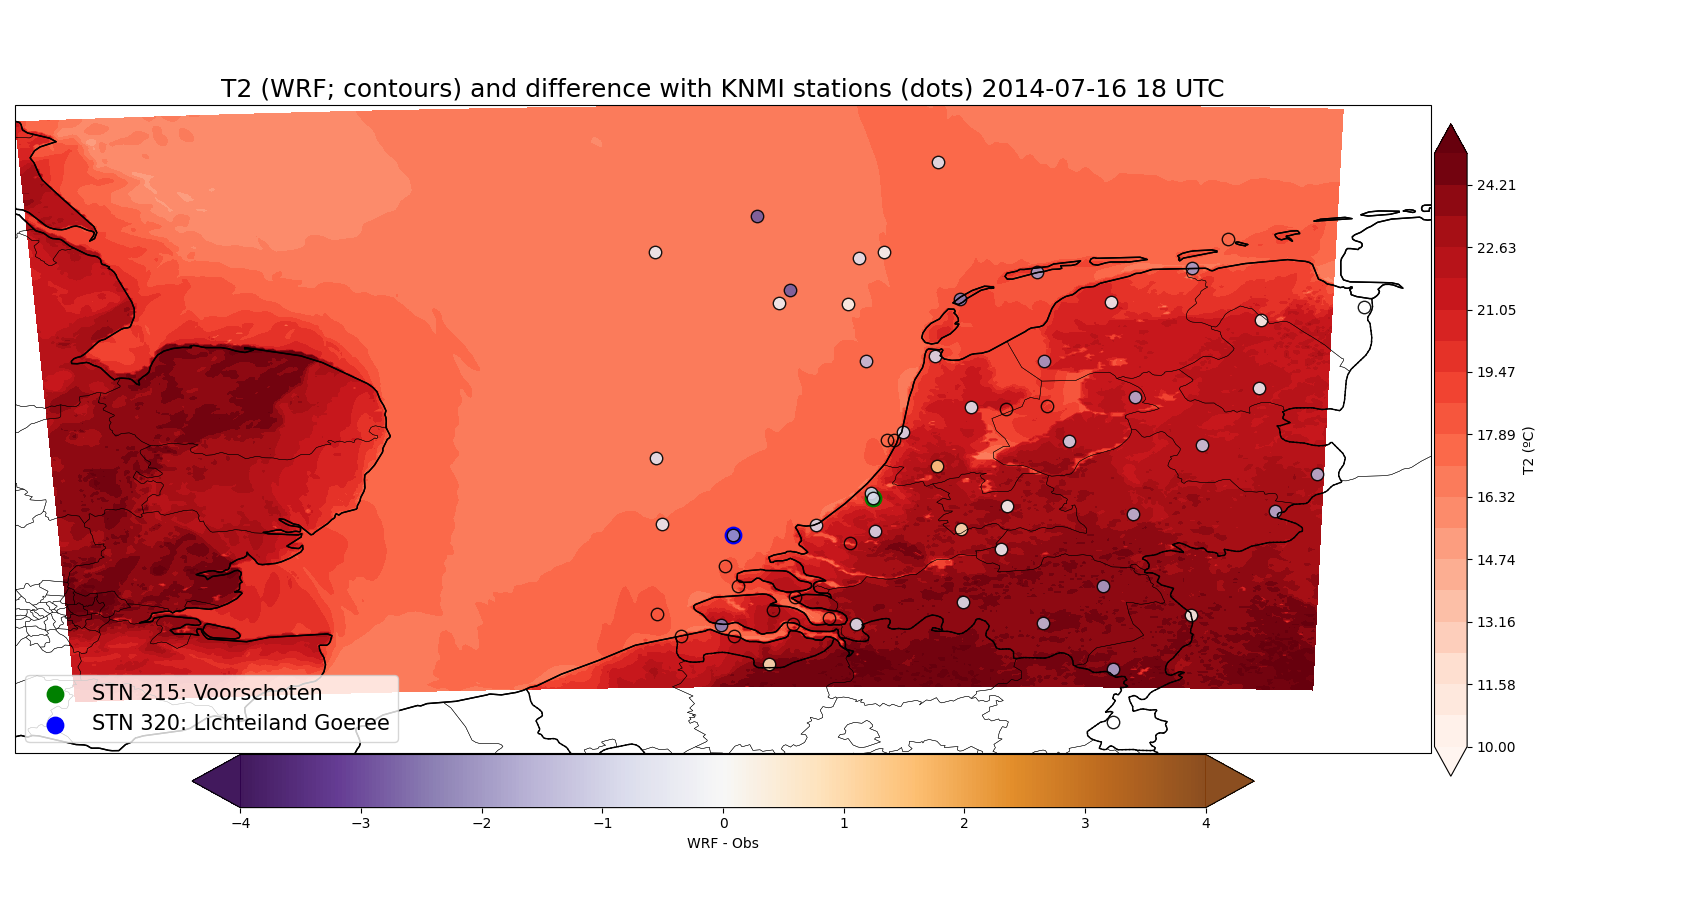 T2 (WRF; contours) and difference with KNMI stations (dots) 2014-07-16 18 UTC
24.21
22.63
21.05
19.47
17.89
16.32
14.74
13.16
11.58
10.00
T2 (ºC)
STN 215: Voorschoten
STN 320: Lichteiland Goeree
−4 −3 −2 −1 0 1 2 3 4
WRF - Obs